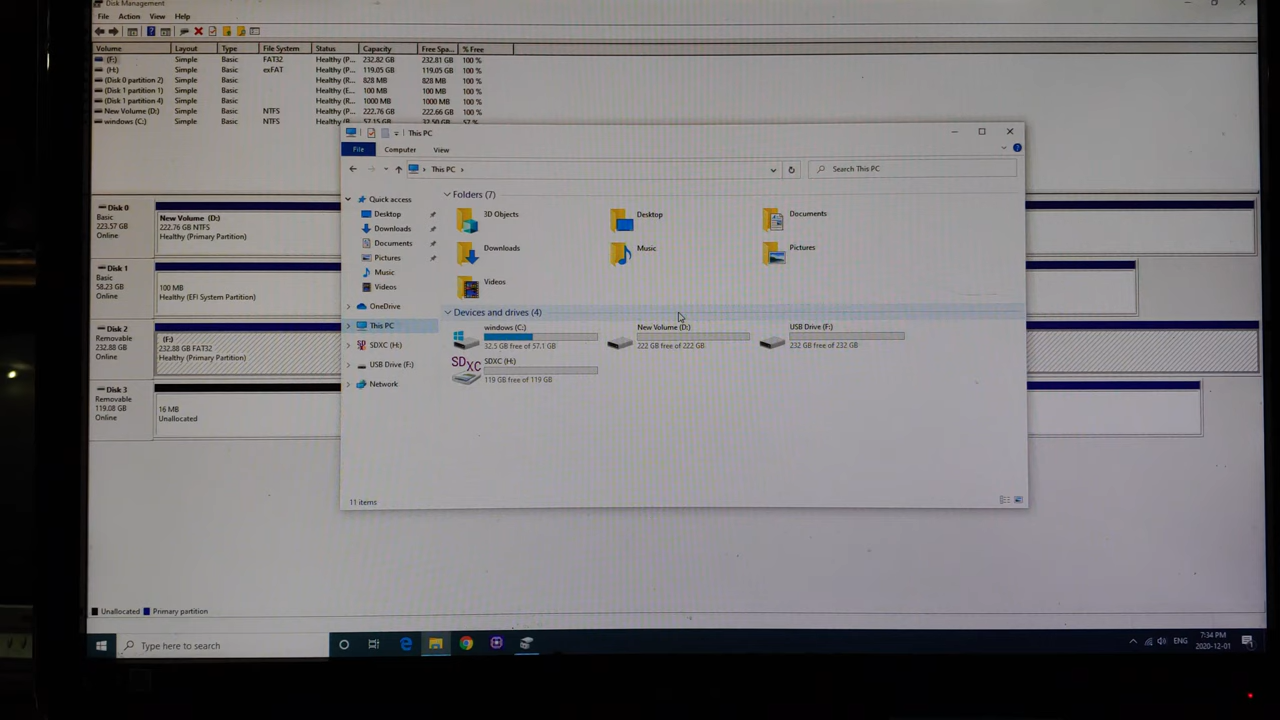 Disk Management
File Action View Help
Volume Layout Type File System Status Capacity Free Spa... % Free
(F:) Simple Basic FAT32 Healthy (P... 232.82 GB 232.81 GB 100 %
(H:) Simple Basic exFAT Healthy (P... 119.05 GB 119.05 GB 100 %
(Disk 0 partition 2) Simple Basic Healthy (R... 828 MB 828 MB 100 %
(Disk 1 partition 1) Simple Basic Healthy (E... 100 MB 100 MB 100 %
(Disk 1 partition 4) Simple Basic Healthy (R... 1000 MB 1000 MB 100 %
New Volume (D:) Simple Basic NTFS Healthy (P... 222.76 GB 222.66 GB 100 %
windows (C:) Simple Basic NTFS Healthy (B... 57.15 GB 32.50 GB 57 %
This PC
File Computer View
This PC
Search This PC
Quick access
Desktop
Downloads
Documents
Pictures
Music
Videos
OneDrive
This PC
SDXC (H:)
USB Drive (F:)
Network
Folders (7)
3D Objects Desktop Documents
Downloads Music Pictures
Videos
Devices and drives (4)
windows (C:) New Volume (D:) USB Drive (F:)
32.5 GB free of 57.1 GB 222 GB free of 222 GB 232 GB free of 232 GB
SDXC SDXC (H:)
119 GB free of 119 GB
11 items
Disk 0
Basic
223.57 GB
Online
New Volume (D:)
222.76 GB NTFS
Healthy (Primary Partition)
Disk 1
Basic
58.23 GB
Online
100 MB
Healthy (EFI System Partition)
Disk 2
Removable
232.88 GB
Online
(F:)
232.88 GB FAT32
Healthy (Primary Partition)
Disk 3
Removable
119.08 GB
Online
16 MB
Unallocated
Unallocated Primary partition
Type here to search
ENG
7:34 PM
2020-12-01